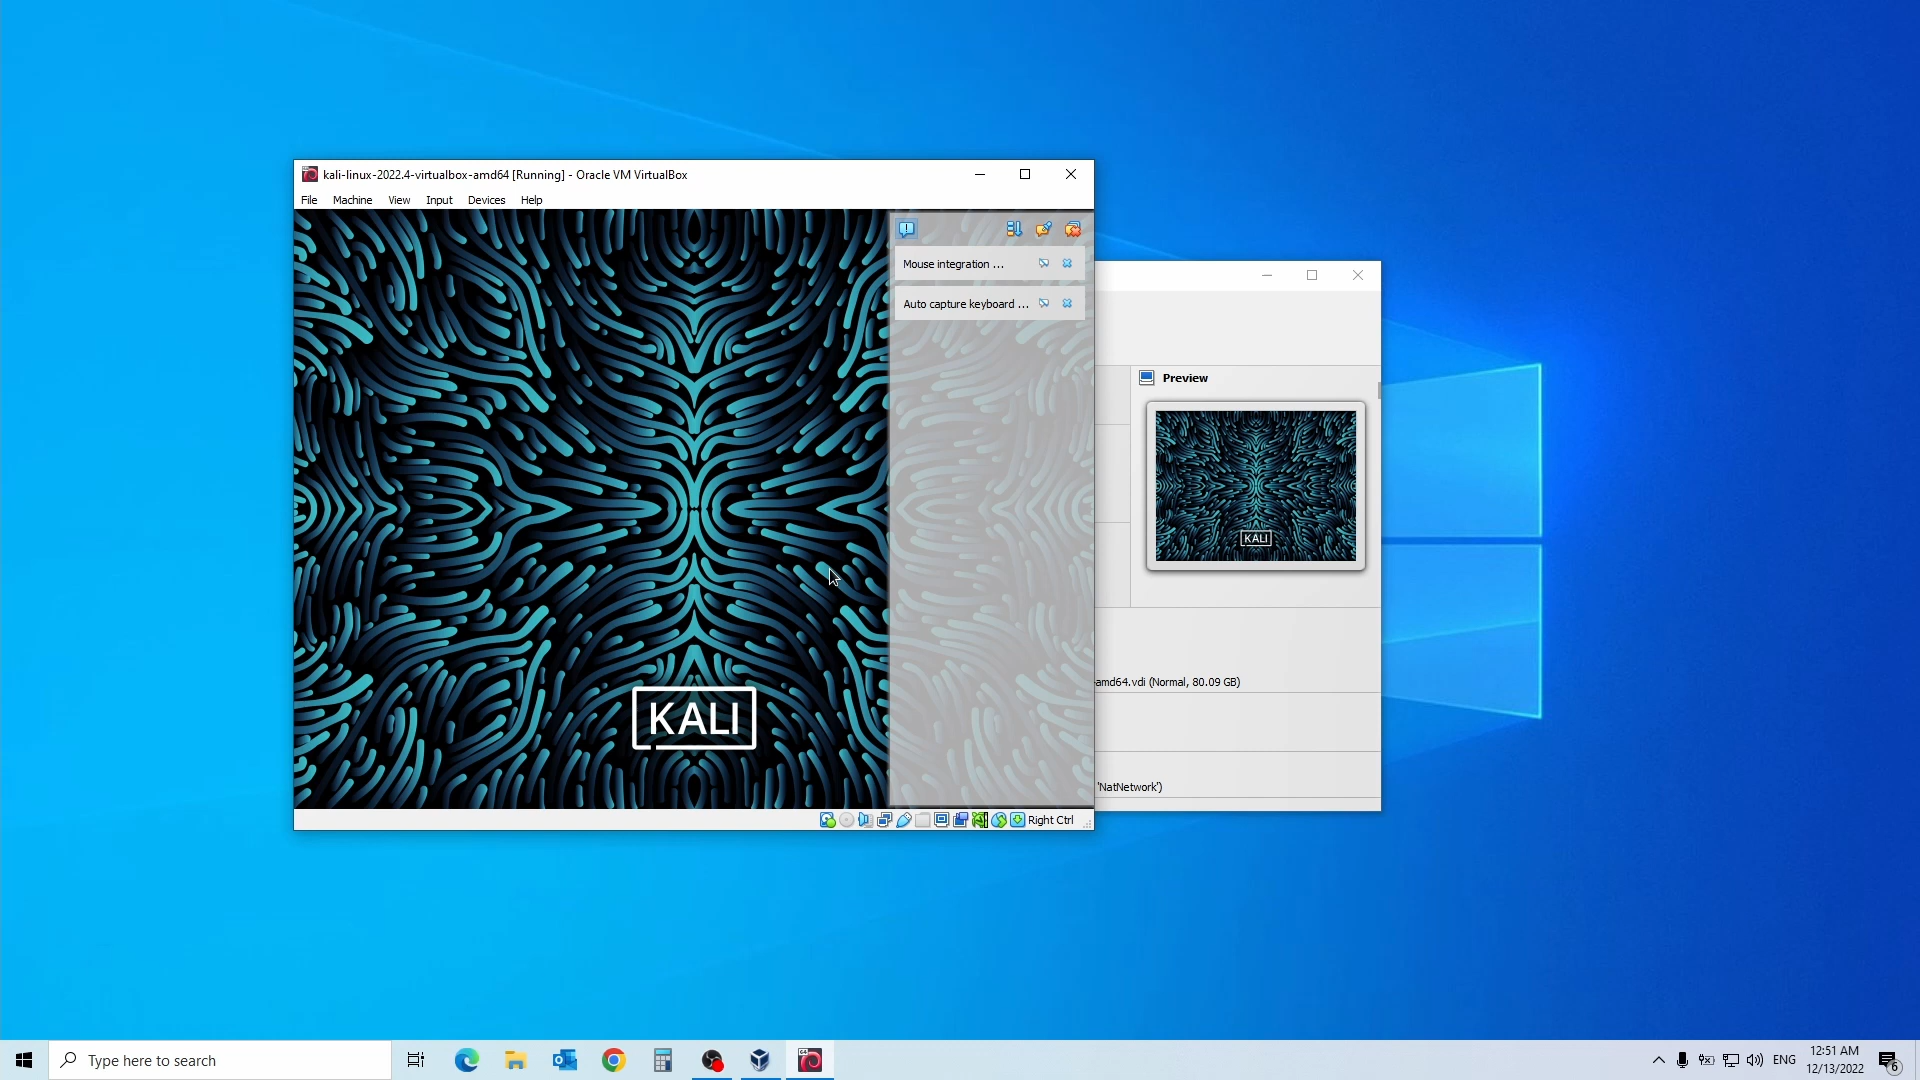 kali-linux-2022.4-virtualbox-amd64 [Running] - Oracle VM VirtualBox
File Machine View Input Devices Help
Mouse integration ...
Auto capture keyboard ...
Preview
KALI
KALI
-amd64.vdi (Normal, 80.09 GB)
'NatNetwork')
Right Ctrl
Type here to search
64
ENG
12:51 AM
12/13/2022
6